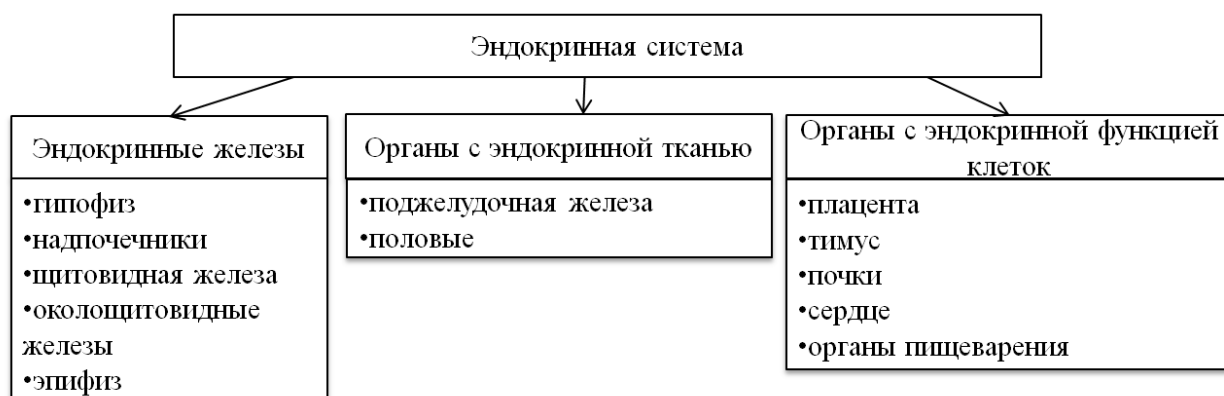 Эндокринная система
Эндокринные железы
•гипофиз
•надпочечники
•щитовидная железа
•околощитовидные
железы
•эпифиз
Органы с эндокринной тканью
•поджелудочная железа
•половые
Органы с эндокринной функцией
клеток
•плацента
•тимус
•почки
•сердце
•органы пищеварения